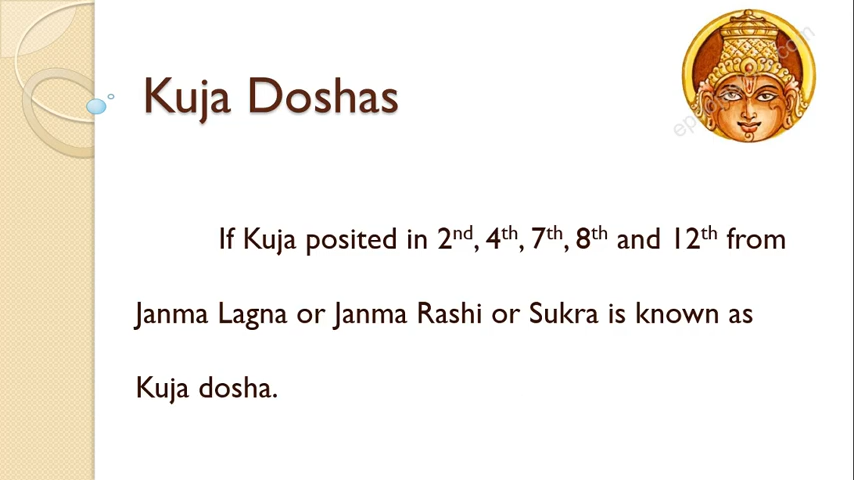 Kuja Doshas
If Kuja posited in 2nd, 4th, 7th, 8th and 12th from
Janma Lagna or Janma Rashi or Sukra is known as
Kuja dosha.